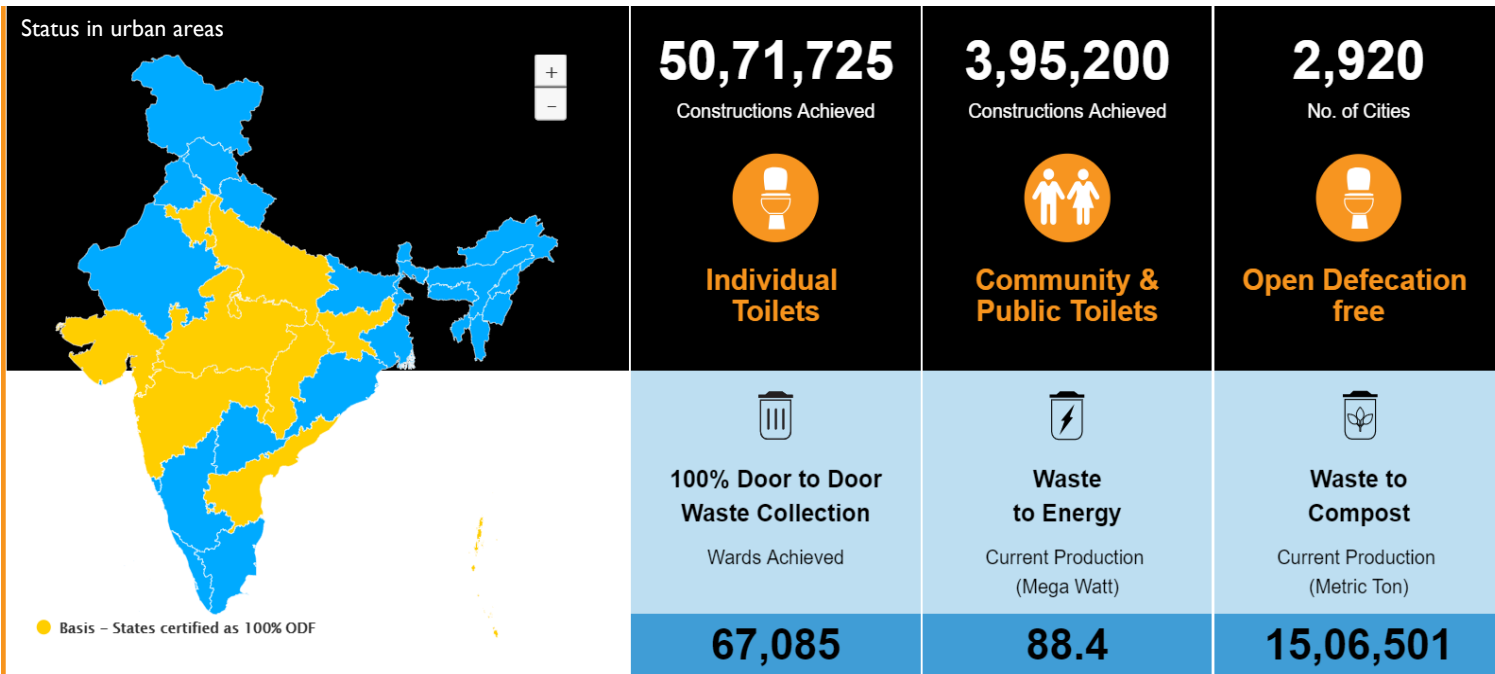 Status in urban areas
+
−
Basis – States certified as 100% ODF
50,71,725
Constructions Achieved
Individual
Toilets
3,95,200
Constructions Achieved
Community &
Public Toilets
2,920
No. of Cities
Open Defecation
free
100% Door to Door
Waste Collection
Wards Achieved
67,085
Waste
to Energy
Current Production
(Mega Watt)
88.4
Waste to
Compost
Current Production
(Metric Ton)
15,06,501